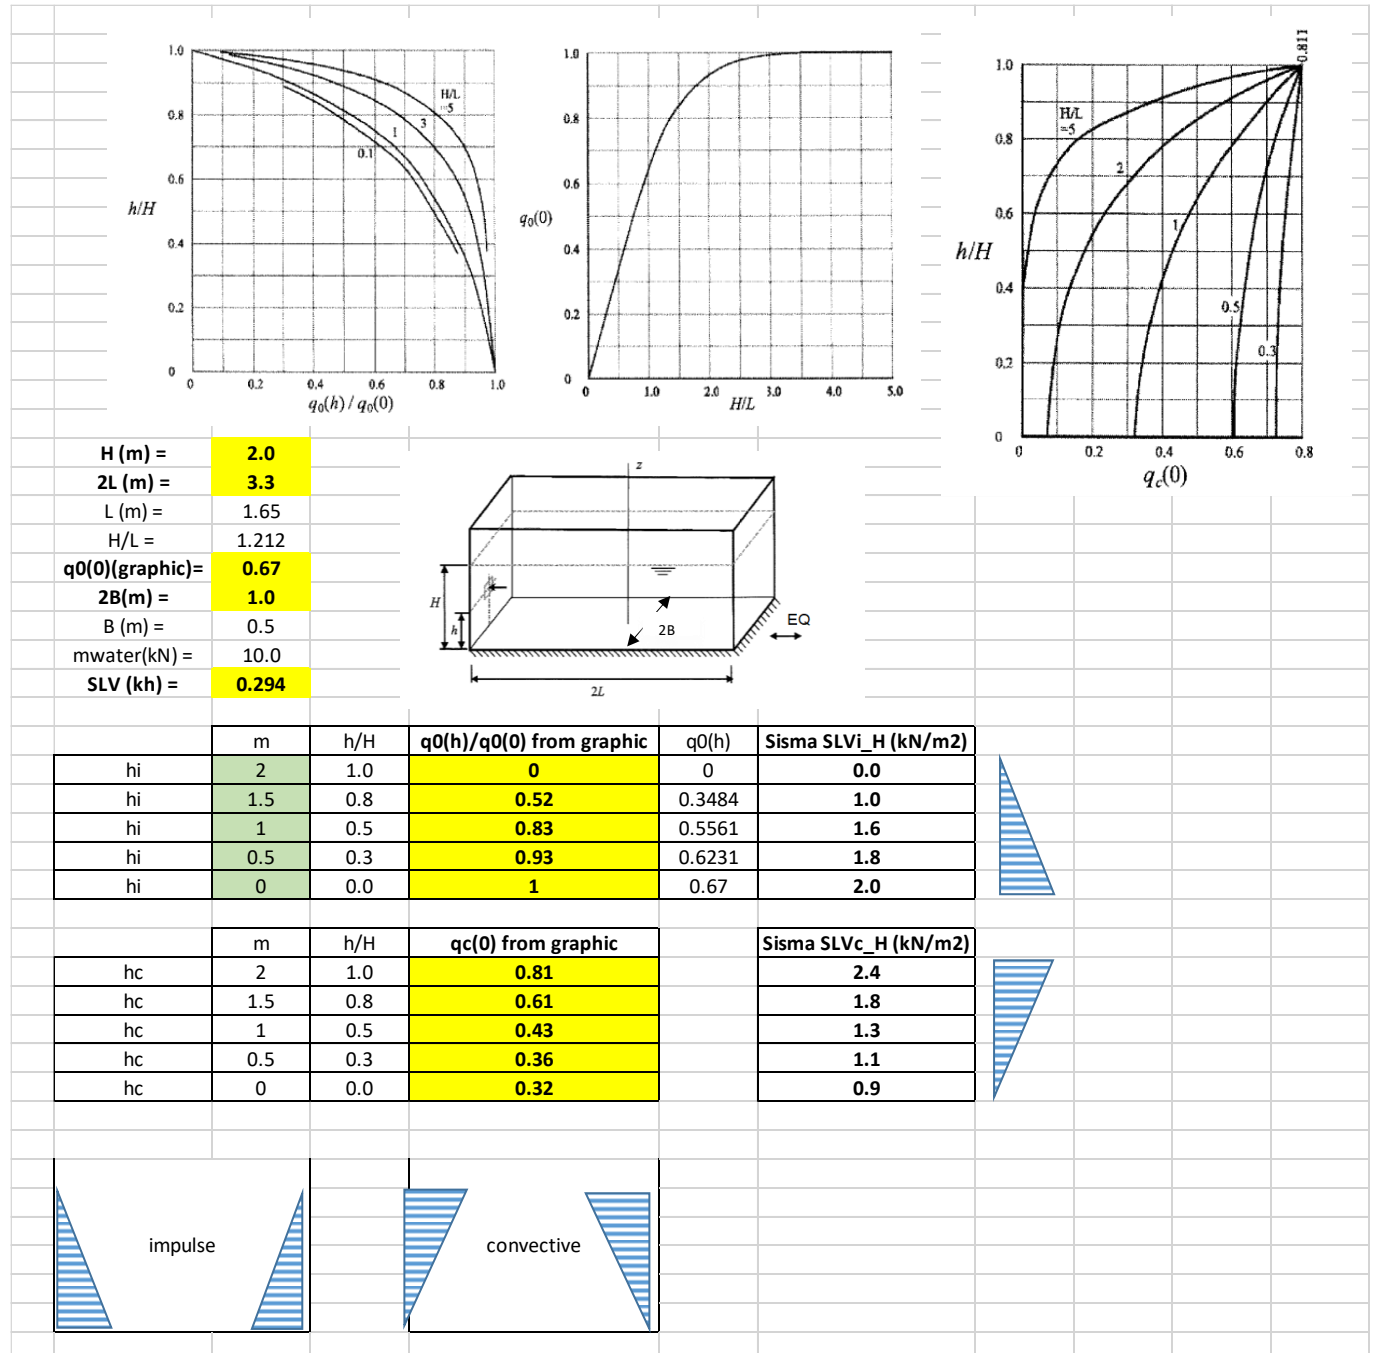 1.0
0.8
0.6
0.4
0.2
0
h/H
H/L
=5
3
1
0.1
0 0.2 0.4 0.6 0.8 1.0
q₀(h) / q₀(0)
1.0
0.8
0.6
0.4
0.2
0
q₀(0)
0 1.0 2.0 3.0 4.0 5.0
H/L
0.811
1.0
0.8
0.6
0.4
0.2
0
h/H
H/L
=5
2
1
0.5
0.3
0 0.2 0.4 0.6 0.8
q꜀(0)
H (m) = 2.0
2L (m) = 3.3
L (m) = 1.65
H/L = 1.212
q0(0)(graphic)= 0.67
2B(m) = 1.0
B (m) = 0.5
mwater(kN) = 10.0
SLV (kh) = 0.294
z
H
h
2B
EQ
2L
m h/H q0(h)/q0(0) from graphic q0(h) Sisma SLVi_H (kN/m2)
hi 2 1.0 0 0 0.0
hi 1.5 0.8 0.52 0.3484 1.0
hi 1 0.5 0.83 0.5561 1.6
hi 0.5 0.3 0.93 0.6231 1.8
hi 0 0.0 1 0.67 2.0
m h/H qc(0) from graphic Sisma SLVc_H (kN/m2)
hc 2 1.0 0.81 2.4
hc 1.5 0.8 0.61 1.8
hc 1 0.5 0.43 1.3
hc 0.5 0.3 0.36 1.1
hc 0 0.0 0.32 0.9
impulse convective